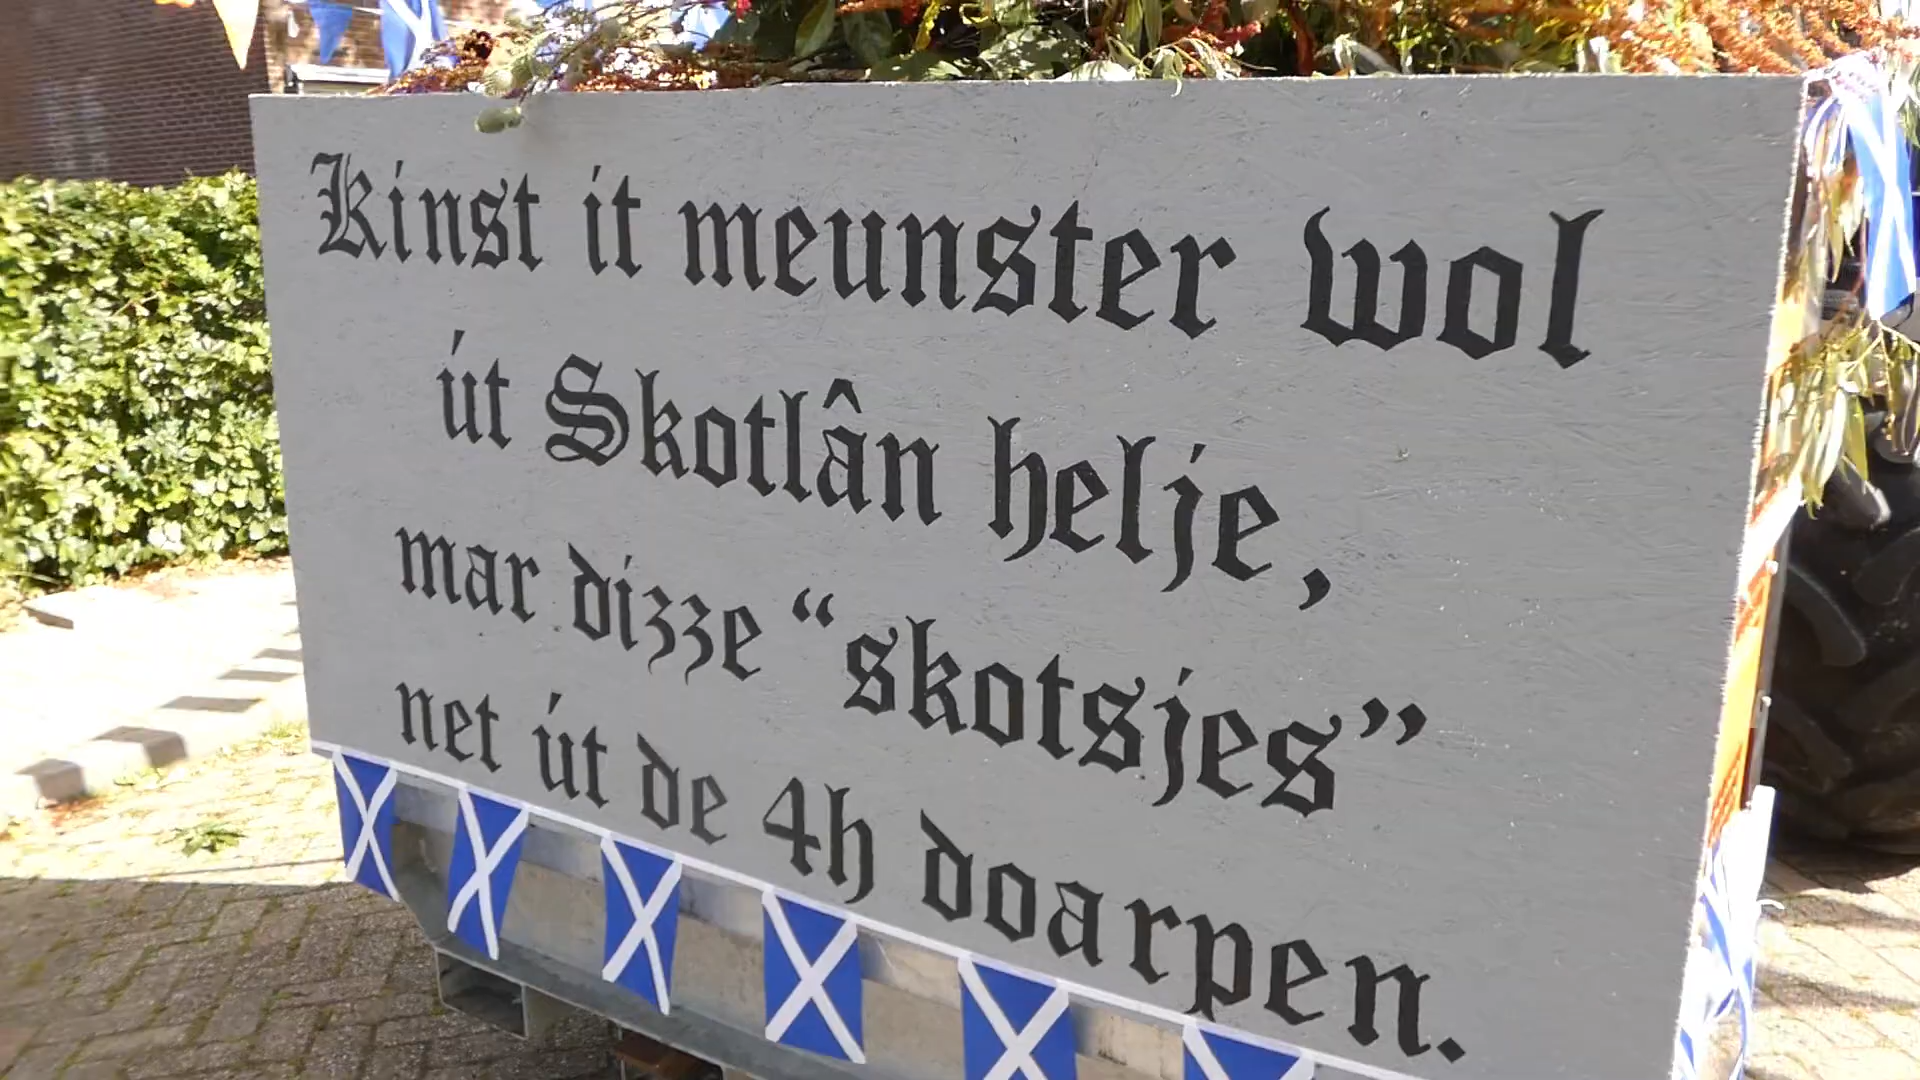 Kinst it meunster wol
út Skotlân helje,
mar dizze “skotsjes”
net út de 4h doarpen.